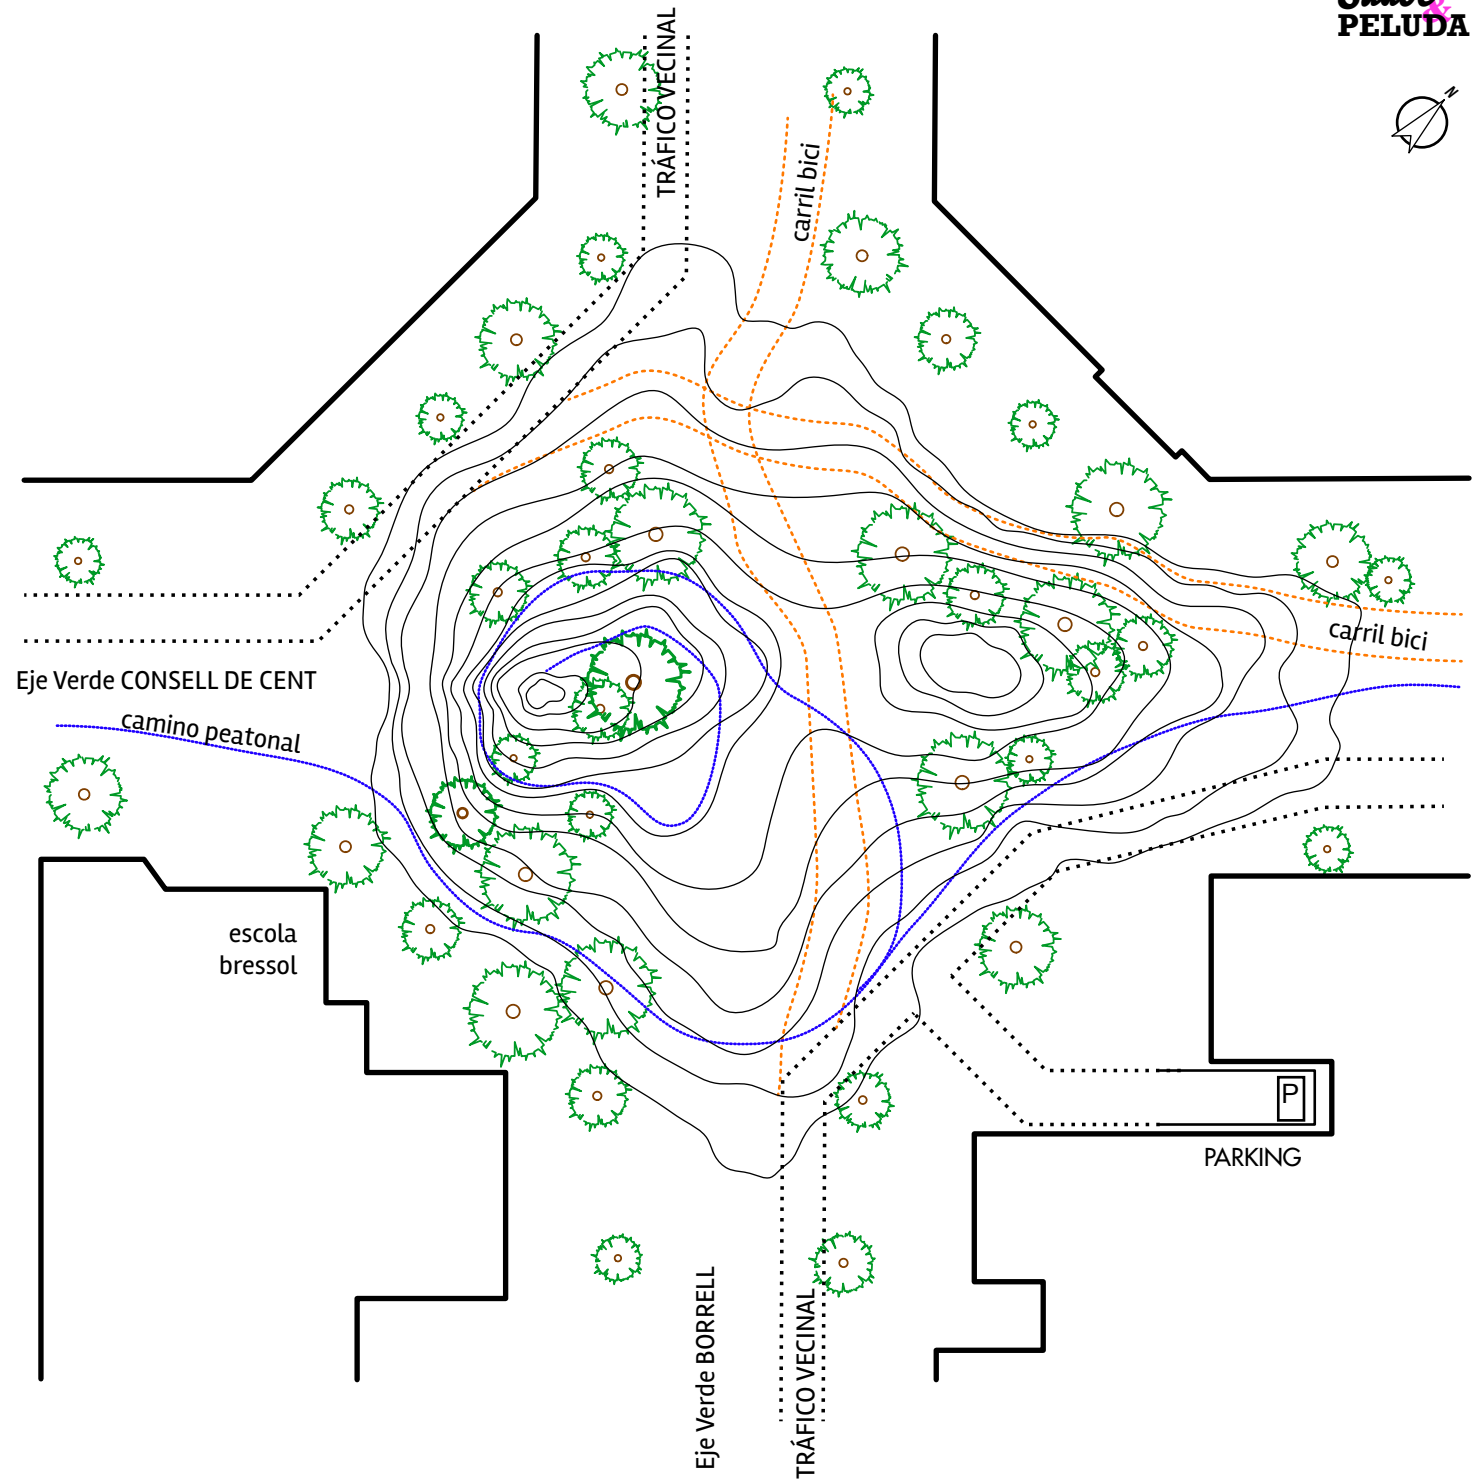 PELUDA
N
TRÁFICO VECINAL
carril bici
carril bici
Eje Verde CONSELL DE CENT
camino peatonal
escola
bressol
P
PARKING
Eje Verde BORRELL
TRÁFICO VECINAL